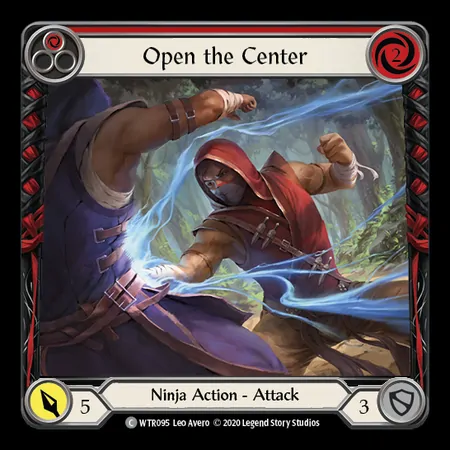 Open the Center
2
Ninja Action - Attack
5
3
C WTR095 Leo Avero © 2020 Legend Story Studios